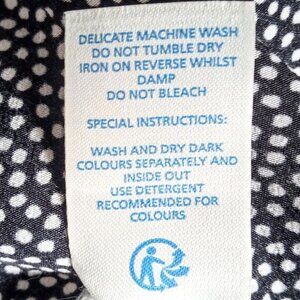 DELICATE MACHINE WASH
DO NOT TUMBLE DRY
IRON ON REVERSE WHILST
DAMP
DO NOT BLEACH
SPECIAL INSTRUCTIONS:
WASH AND DRY DARK
COLOURS SEPARATELY AND
INSIDE OUT
USE DETERGENT
RECOMMENDED FOR
COLOURS